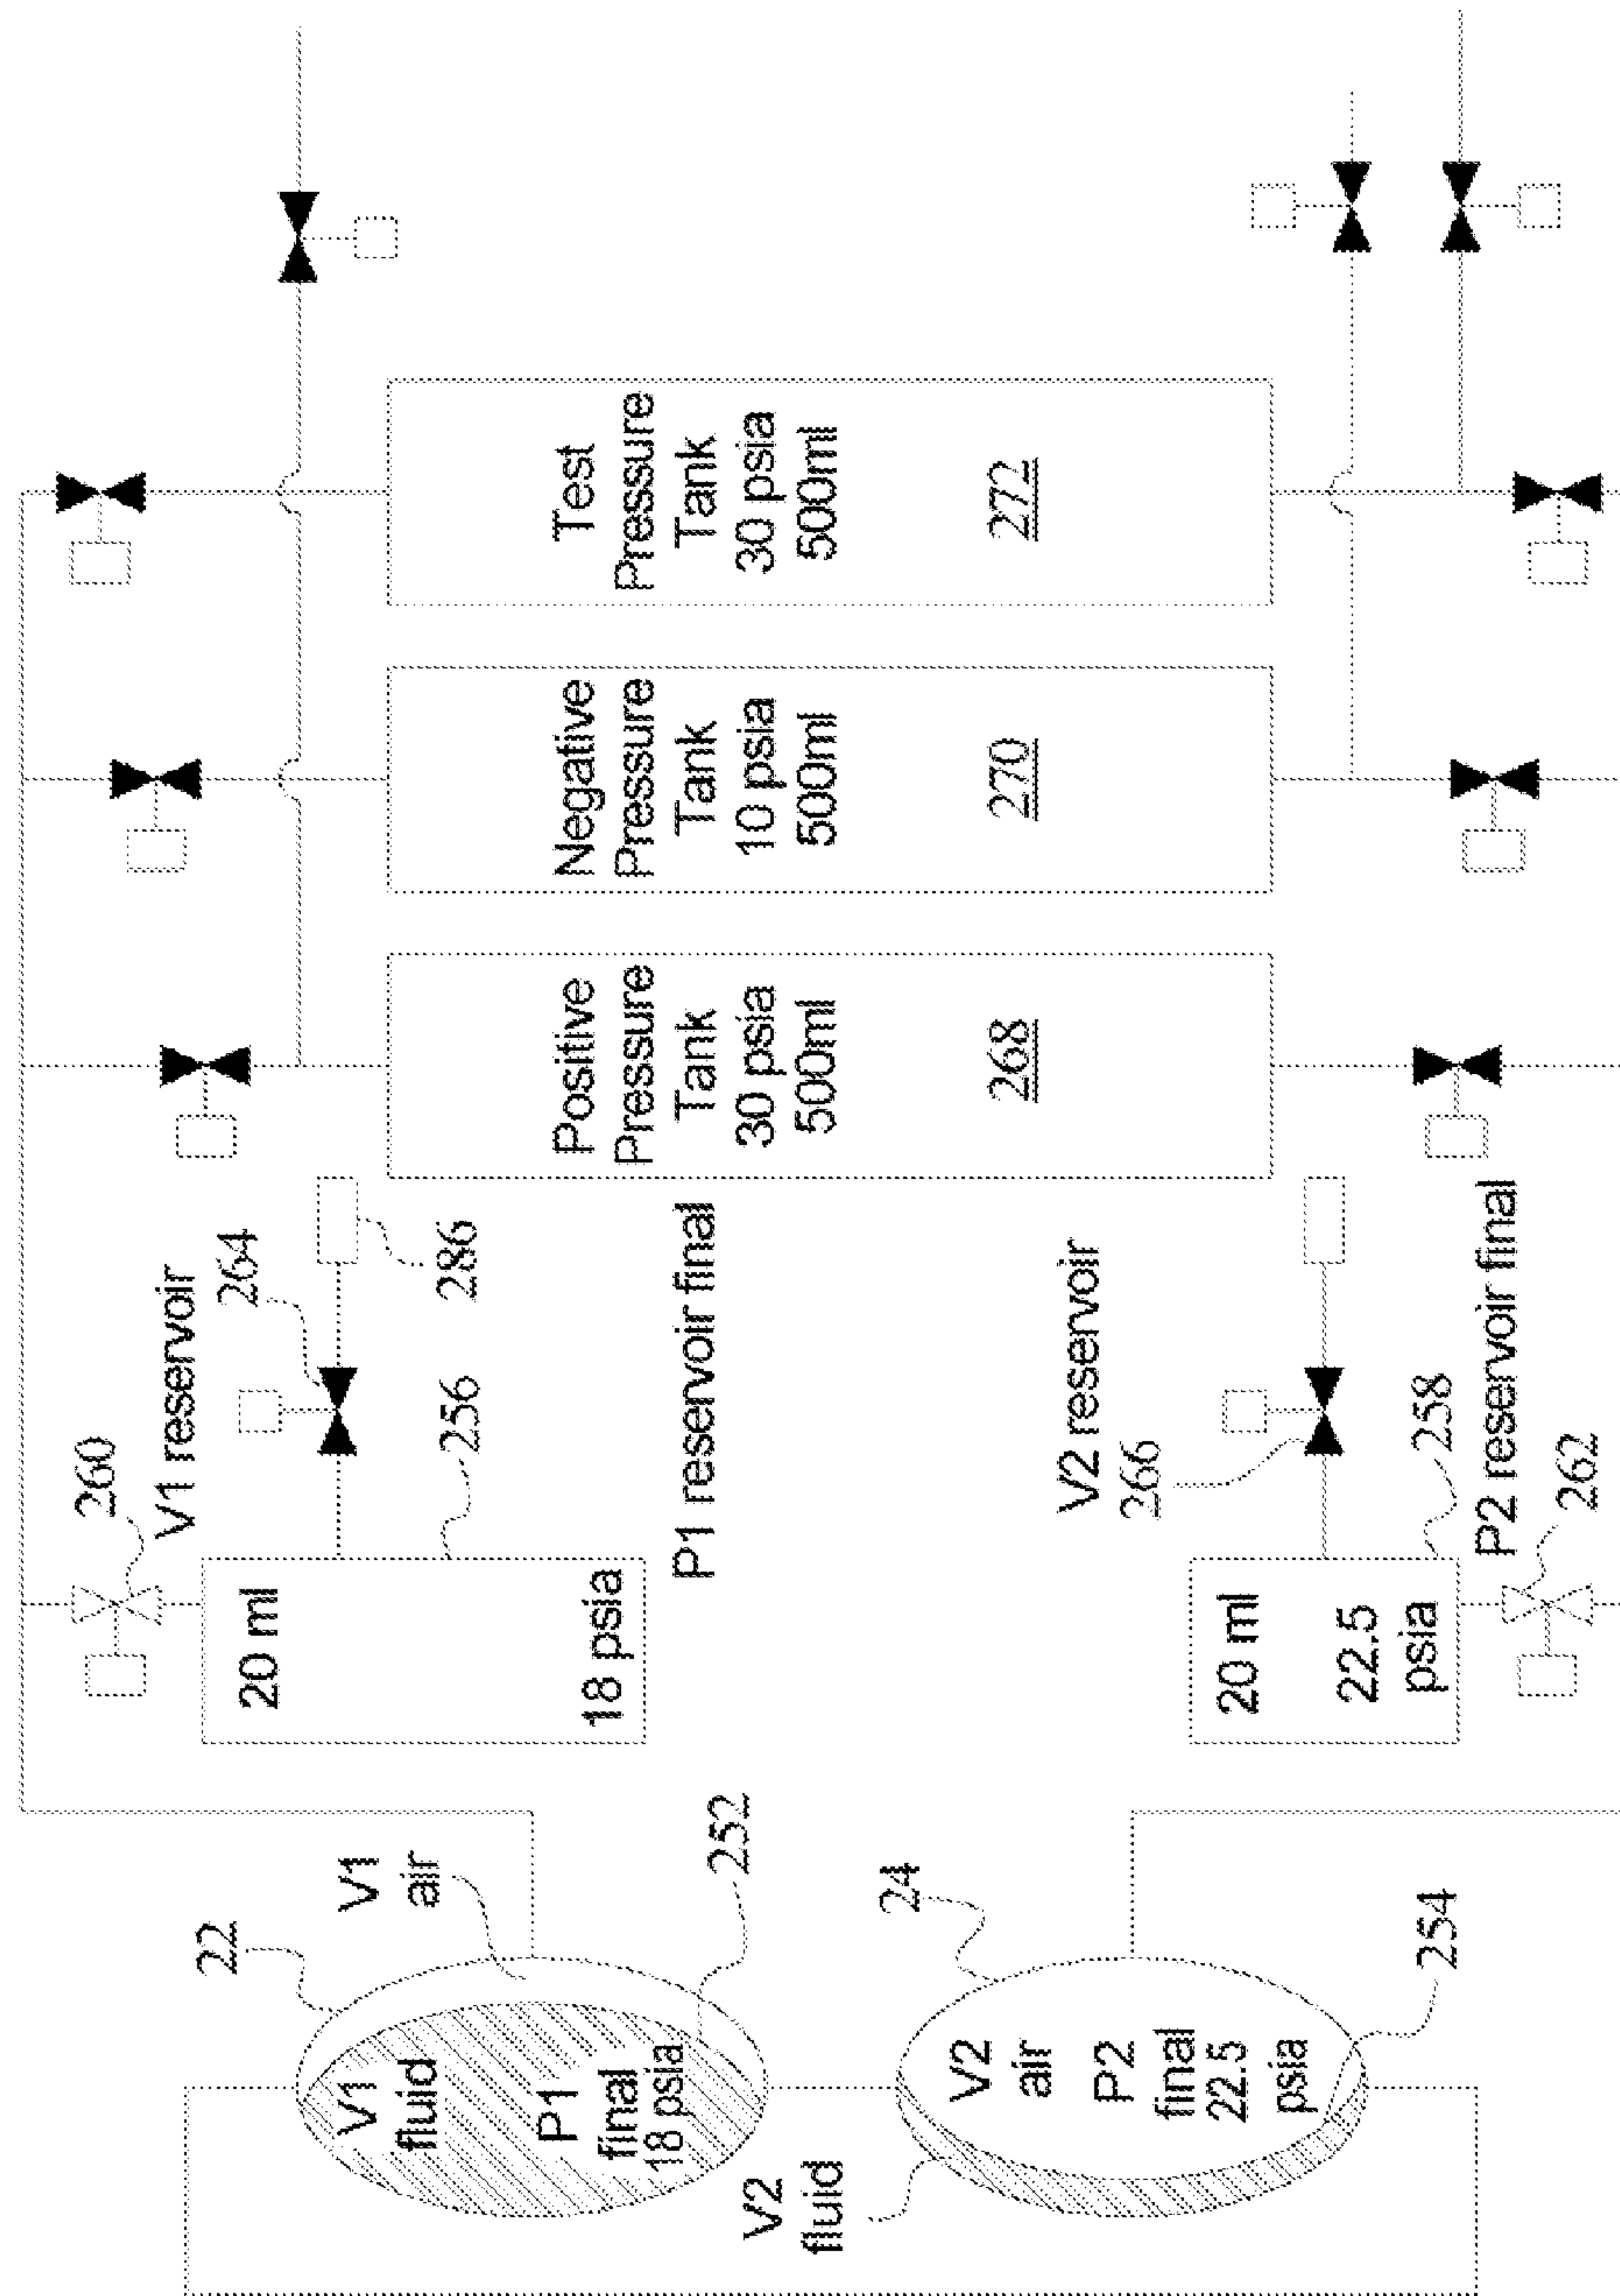 22
V1
air
V1
fluid
P1
final
18 psia
252
V2
fluid
24
V2
air
P2
final
22.5
psia
254
260
V1 reservoir
264
20 ml
18 psia
256
286
P1 reservoir final
V2 reservoir
266
20 ml
22.5
psia
258
P2 reservoir final
262
Positive
Pressure
Tank
30 psia
500ml
268
Negative
Pressure
Tank
10 psia
500ml
270
Test
Pressure
Tank
30 psia
500ml
272